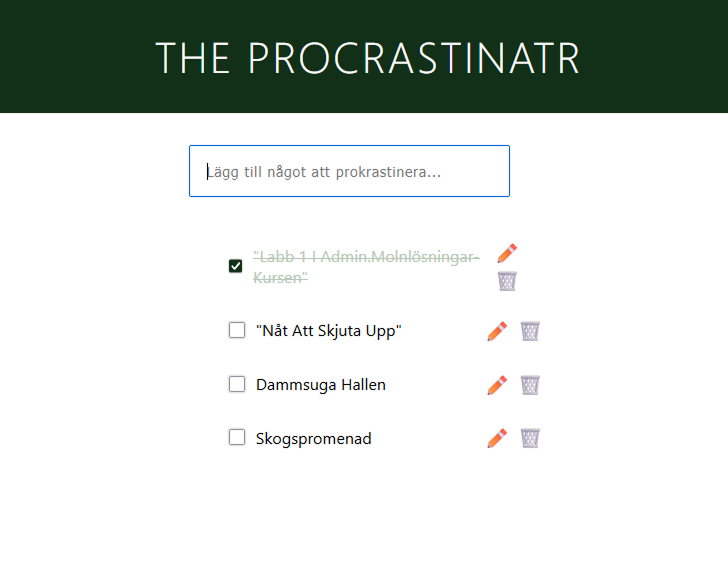 THE PROCRASTINATR
Lägg till något att prokrastinera...
"Labb 1 I Admin.Molnlösningar-
Kursen"
"Nåt Att Skjuta Upp"
Dammsuga Hallen
Skogspromenad